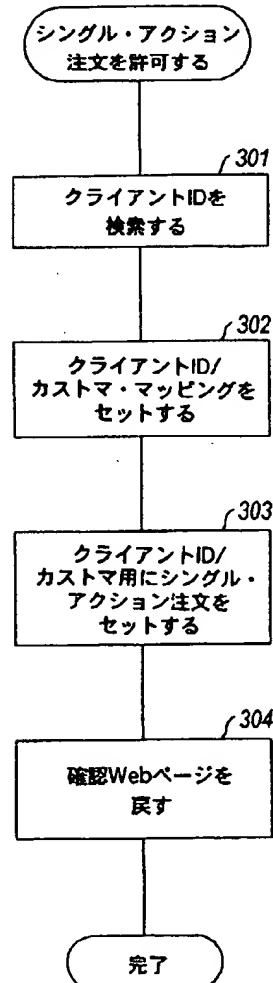 シングル・アクション
注文を許可する
301
クライアントIDを
検索する
302
クライアントID/
カストマ・マッピングを
セットする
303
クライアントID/
カストマ用にシングル・
アクション注文を
セットする
304
確認Webページを
戻す
完了